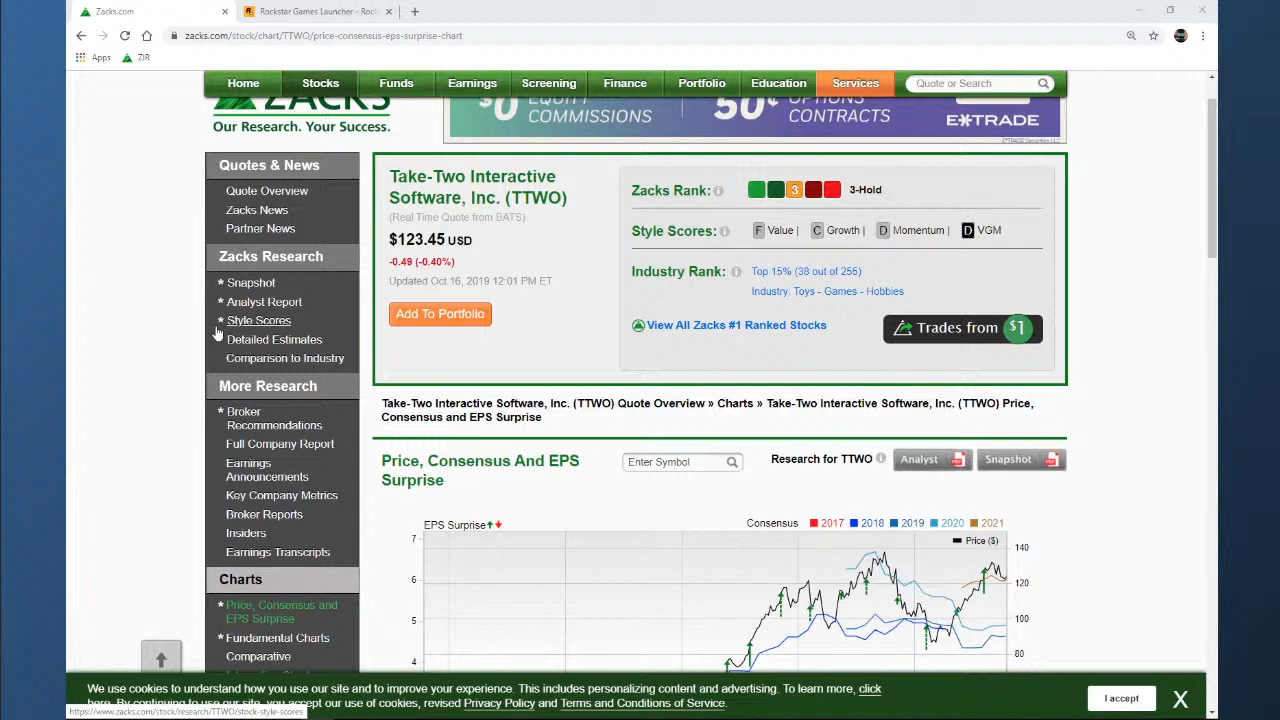 Zacks.com
Rockstar Games Launcher - Rock
zacks.com/stock/chart/TTWO/price-consensus-eps-surprise-chart
Apps
ZIR
Home
Stocks
Funds
Earnings
Screening
Finance
Portfolio
Education
Services
Quote or Search
ZACKS
Our Research. Your Success.
$0 EQUITY
COMMISSIONS
50¢ OPTIONS
CONTRACTS
E*TRADE
E*TRADE Securities LLC
Quotes & News
Quote Overview
Zacks News
Partner News
Zacks Research
* Snapshot
* Analyst Report
* Style Scores
Detailed Estimates
Comparison to Industry
More Research
* Broker
Recommendations
Full Company Report
Earnings
Announcements
Key Company Metrics
Broker Reports
Insiders
Earnings Transcripts
Charts
* Price, Consensus and
EPS Surprise
* Fundamental Charts
Comparative
Take-Two Interactive
Software, Inc. (TTWO)
(Real Time Quote from BATS)
$123.45 USD
-0.49 (-0.40%)
Updated Oct 16, 2019 12:01 PM ET
Add To Portfolio
Zacks Rank:
3
3-Hold
Style Scores:
F Value | C Growth | D Momentum | D VGM
Industry Rank:
Top 15% (38 out of 255)
Industry: Toys - Games - Hobbies
View All Zacks #1 Ranked Stocks
Trades from $1
Take-Two Interactive Software, Inc. (TTWO) Quote Overview » Charts » Take-Two Interactive Software, Inc. (TTWO) Price,
Consensus and EPS Surprise
Price, Consensus And EPS
Surprise
Enter Symbol
Research for TTWO
Analyst
Snapshot
EPS Surprise
Consensus 2017 2018 2019 2020 2021
Price ($)
7
6
5
4
140
120
100
80
We use cookies to understand how you use our site and to improve your experience. This includes personalizing content and advertising. To learn more, click
here. By continuing to use our site, you accept our use of cookies, revised Privacy Policy and Terms and Conditions of Service.
I accept
X
https://www.zacks.com/stock/research/TTWO/stock-style-scores